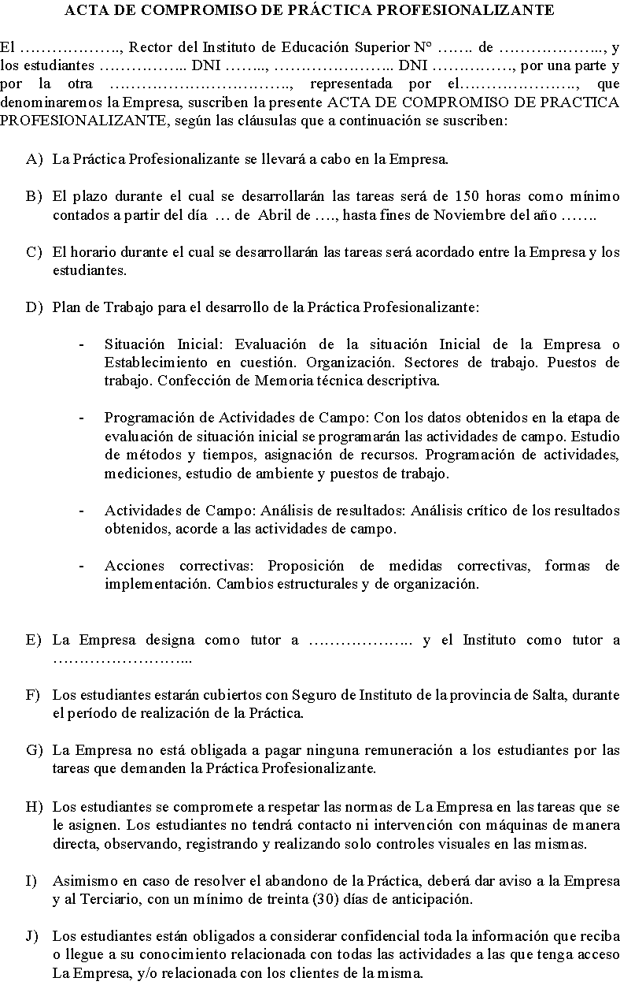 ACTA DE COMPROMISO DE PRÁCTICA PROFESIONALIZANTE
El ………………., Rector del Instituto de Educación Superior N° ……. de ……………….., y
los estudiantes …………….. DNI …….., ………………….. DNI ……………, por una parte y
por la otra ……………………………., representada por el…………………., que
denominaremos la Empresa, suscriben la presente ACTA DE COMPROMISO DE PRACTICA
PROFESIONALIZANTE, según las cláusulas que a continuación se suscriben:
A) La Práctica Profesionalizante se llevará a cabo en la Empresa.
B) El plazo durante el cual se desarrollarán las tareas será de 150 horas como mínimo
contados a partir del día … de Abril de …., hasta fines de Noviembre del año …….
C) El horario durante el cual se desarrollarán las tareas será acordado entre la Empresa y los
estudiantes.
D) Plan de Trabajo para el desarrollo de la Práctica Profesionalizante:
- Situación Inicial: Evaluación de la situación Inicial de la Empresa o
Establecimiento en cuestión. Organización. Sectores de trabajo. Puestos de
trabajo. Confección de Memoria técnica descriptiva.
- Programación de Actividades de Campo: Con los datos obtenidos en la etapa de
evaluación de situación inicial se programarán las actividades de campo. Estudio
de métodos y tiempos, asignación de recursos. Programación de actividades,
mediciones, estudio de ambiente y puestos de trabajo.
- Actividades de Campo: Análisis de resultados: Análisis crítico de los resultados
obtenidos, acorde a las actividades de campo.
- Acciones correctivas: Proposición de medidas correctivas, formas de
implementación. Cambios estructurales y de organización.
E) La Empresa designa como tutor a ……………….. y el Instituto como tutor a
……………………...
F) Los estudiantes estarán cubiertos con Seguro de Instituto de la provincia de Salta, durante
el período de realización de la Práctica.
G) La Empresa no está obligada a pagar ninguna remuneración a los estudiantes por las
tareas que demanden la Práctica Profesionalizante.
H) Los estudiantes se compromete a respetar las normas de La Empresa en las tareas que se
le asignen. Los estudiantes no tendrá contacto ni intervención con máquinas de manera
directa, observando, registrando y realizando solo controles visuales en las mismas.
I) Asimismo en caso de resolver el abandono de la Práctica, deberá dar aviso a la Empresa
y al Terciario, con un mínimo de treinta (30) días de anticipación.
J) Los estudiantes están obligados a considerar confidencial toda la información que reciba
o llegue a su conocimiento relacionada con todas las actividades a las que tenga acceso
La Empresa, y/o relacionada con los clientes de la misma.